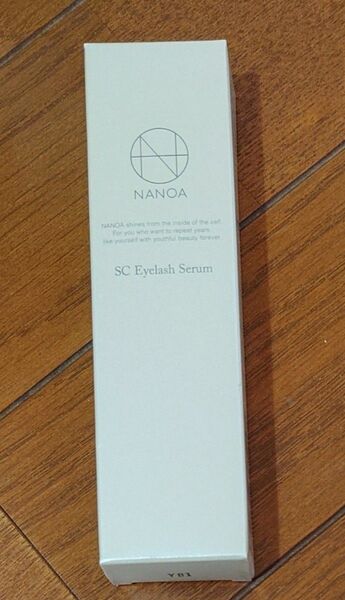 NANOA
NANOA shines from the inside of the cell.
For you who want to repeat years
like yourself with youthful beauty forever
SC Eyelash Serum
YB1